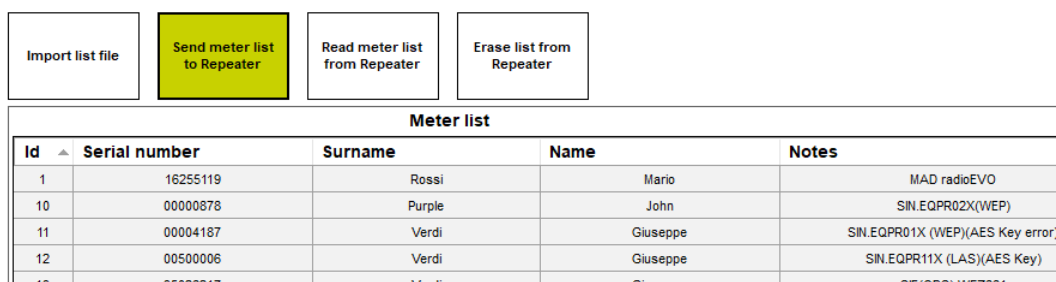 Import list file
Send meter list
to Repeater
Read meter list
from Repeater
Erase list from
Repeater
Meter list
Id Serial number Surname Name Notes
1 16255119 Rossi Mario MAD radioEVO
10 00000878 Purple John SIN.EQPR02X(WEP)
11 00004187 Verdi Giuseppe SIN.EQPR01X (WEP)(AES Key error)
12 00500006 Verdi Giuseppe SIN.EQPR11X (LAS)(AES Key)